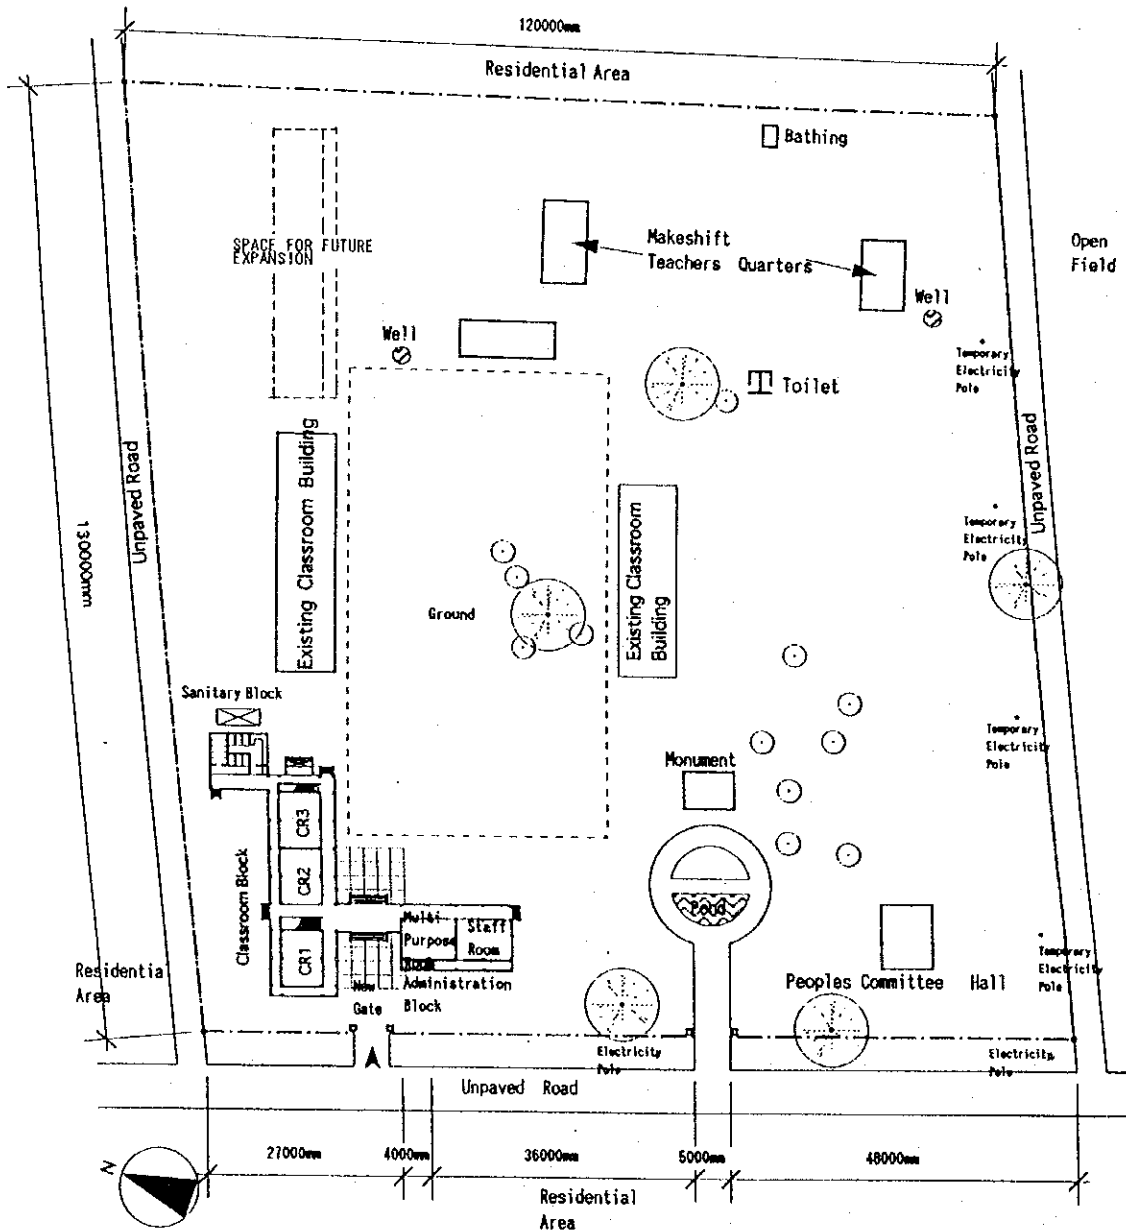 120000mm
Residential Area
Bathing
SPACE FOR FUTURE
EXPANSION
Makeshift
Teachers Quarters
Open
Field
Well
Well
Temporary
Electricity
Pole
Toilet
Unpaved Road
130000mm
Existing Classroom Building
Existing Classroom
Building
Unpaved Road
Temporary
Electricity
Pole
Ground
Sanitary Block
Temporary
Electricity
Pole
Monument
CR3
CR2
CR1
Classroom Block
Pond
Multi
Purpose
Staff
Room
Temporary
Electricity
Pole
Residential
Area
Administration
Block
New
Gate
Peoples Committee Hall
Electricity
Pole
Electricity
Pole
Unpaved Road
N
27000mm
4000mm
36000mm
5000mm
48000mm
Residential
Area